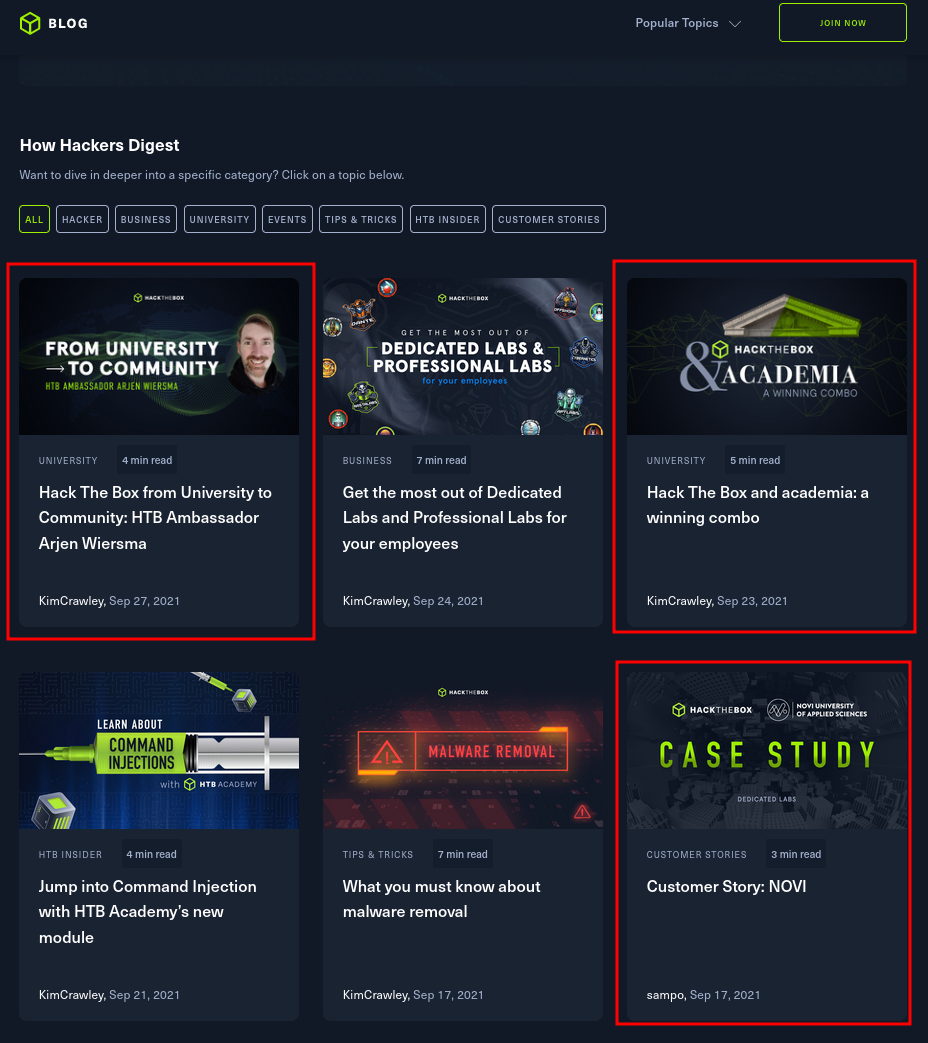 BLOG
Popular Topics
JOIN NOW
How Hackers Digest
Want to dive in deeper into a specific category? Click on a topic below.
ALL
HACKER
BUSINESS
UNIVERSITY
EVENTS
TIPS & TRICKS
HTB INSIDER
CUSTOMER STORIES
HACKTHEBOX
FROM UNIVERSITY
→TO COMMUNITY
HTB AMBASSADOR ARJEN WIERSMA
UNIVERSITY
4 min read
Hack The Box from University to
Community: HTB Ambassador
Arjen Wiersma
KimCrawley, Sep 27, 2021
HACKTHEBOX
GET THE MOST OUT OF
DEDICATED LABS &
PROFESSIONAL LABS
for your employees
DANTE
OFFSHORE
CYBERNETICS
RASTALABS
APTLABS
BUSINESS
7 min read
Get the most out of Dedicated
Labs and Professional Labs for
your employees
KimCrawley, Sep 24, 2021
HACKTHEBOX
& ACADEMIA
A WINNING COMBO
UNIVERSITY
5 min read
Hack The Box and academia: a
winning combo
KimCrawley, Sep 23, 2021
LEARN ABOUT
COMMAND
INJECTIONS
with HTB ACADEMY
HTB INSIDER
4 min read
Jump into Command Injection
with HTB Academy’s new
module
KimCrawley, Sep 21, 2021
HACKTHEBOX
MALWARE REMOVAL
TIPS & TRICKS
7 min read
What you must know about
malware removal
KimCrawley, Sep 17, 2021
HACKTHEBOX
NOVI UNIVERSITY
OF APPLIED SCIENCES
CASE STUDY
DEDICATED LABS
CUSTOMER STORIES
3 min read
Customer Story: NOVI
sampo, Sep 17, 2021